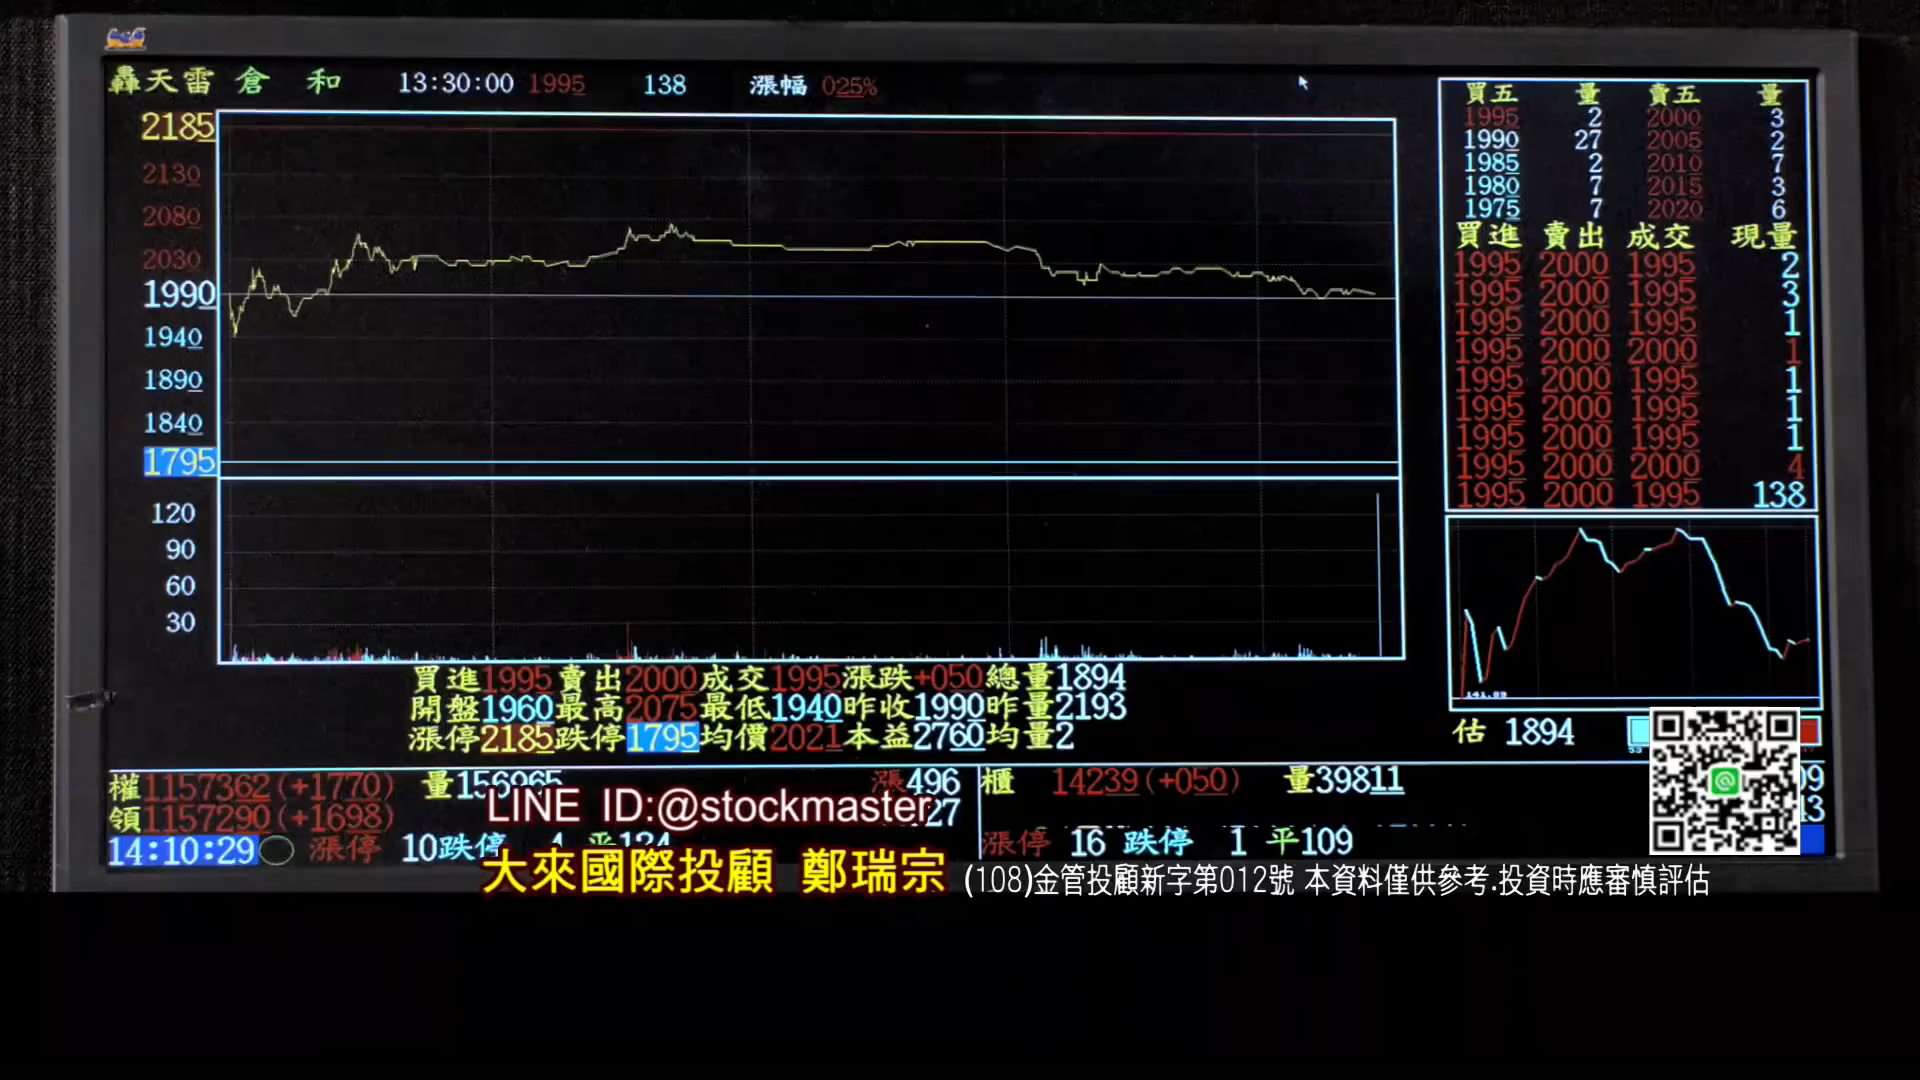 轟天雷 倉 和 13:30:00 1995 138 漲幅 025%
2185
2130
2080
2030
1990
1940
1890
1840
1795
120
90
60
30
買五 量 賣五 量
1995 2 2000 3
1990 27 2005 2
1985 2 2010 7
1980 7 2015 3
1975 7 2020 6
買進 賣出 成交 現量
1995 2000 1995 2
1995 2000 1995 3
1995 2000 1995 1
1995 2000 2000 1
1995 2000 1995 1
1995 2000 1995 1
1995 2000 1995 1
1995 2000 2000 4
1995 2000 1995 138
141.89
估 1894
買進1995賣出2000成交1995漲跌+050總量1894
開盤1960最高2075最低1940昨收1990昨量2193
漲停2185跌停1795均價2021本益2760均量2
權1157362(+1770) 量156965 漲496 櫃 14239(+050) 量39811
領1157290(+1698)
14:10:29 漲停 10跌停 4 平124 漲停 16 跌停 1 平109
LINE ID:@stockmaster
大來國際投顧 鄭瑞宗 (108)金管投顧新字第012號 本資料僅供參考.投資時應審慎評估